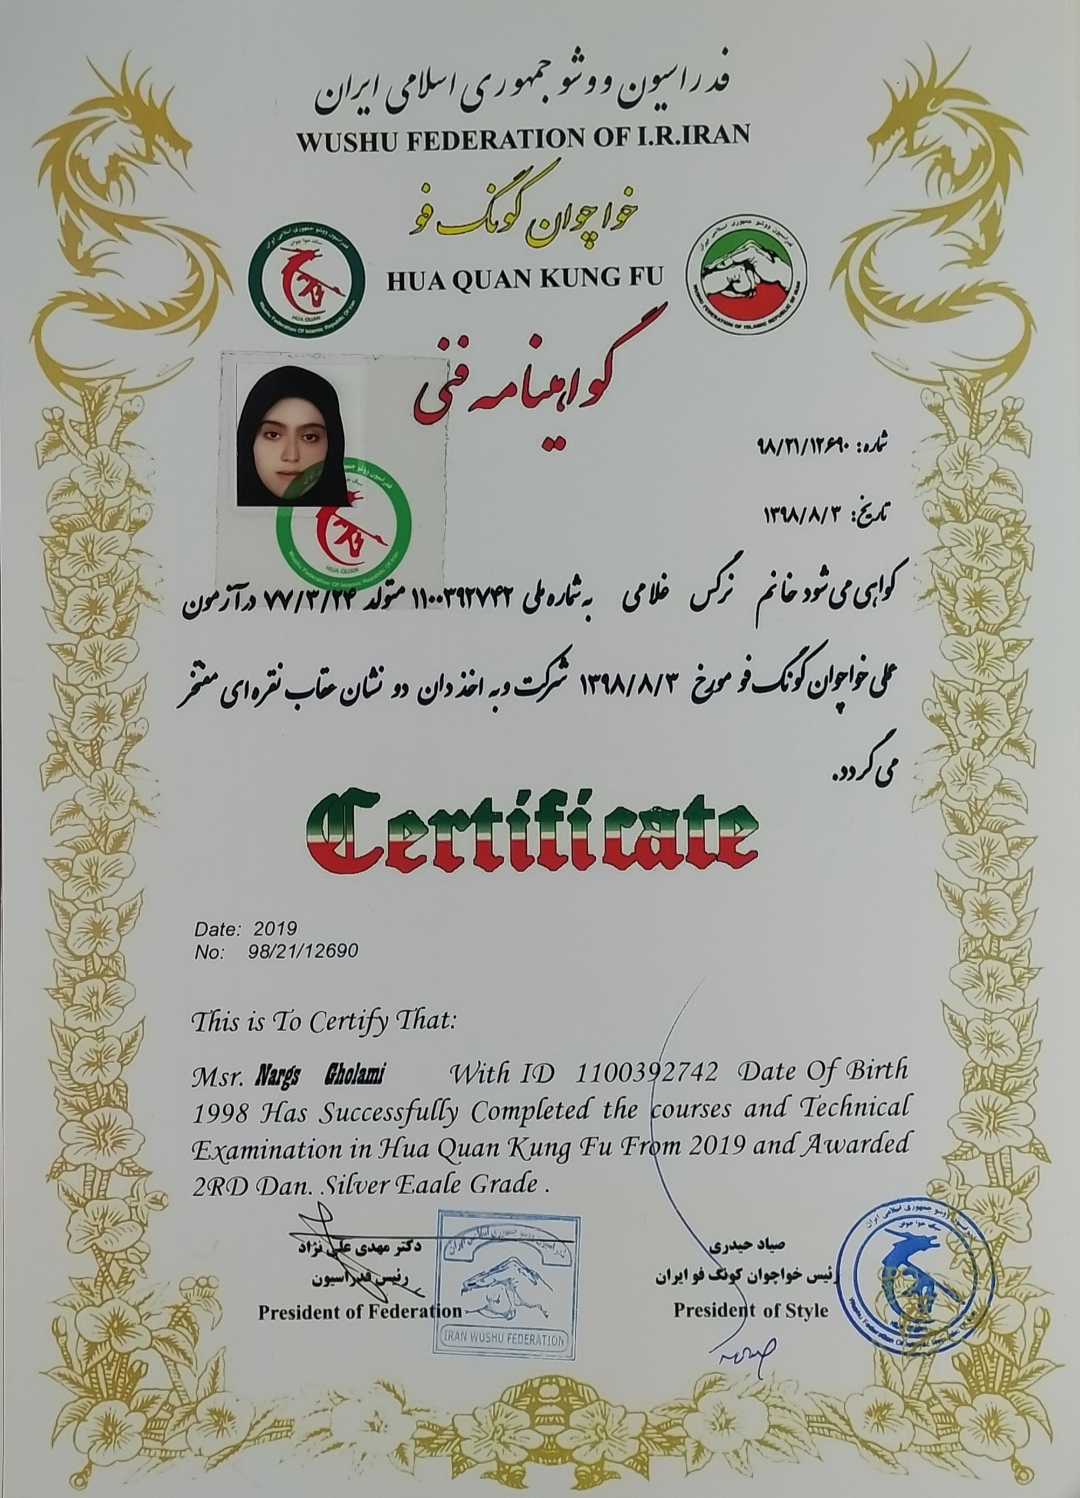 فدراسیون ووشو جمهوری اسلامی ایران
WUSHU FEDERATION OF I.R.IRAN
خواچوان کونگ فو
HUA QUAN KUNG FU
گواهینامه فنی
شماره: ۹۸/۲۱/۱۲۶۹۰
تاریخ: ۱۳۹۸/۸/۳
گواهی می شود خانم نرگس غلامی به شماره ملی ۱۱۰۰۳۹۲۷۴۲ متولد ۷۷/۳/۲۴ در آزمون
عملی خواچوان کونگ فو مورخ ۱۳۹۸/۸/۳ شرکت و به اخذ دان دو نشان عقاب نقره ای مفتخر
می گردد.
Certificate
Date: 2019
No: 98/21/12690
This is To Certify That:
Msr. Nargs Gholami With ID 1100392742 Date Of Birth
1998 Has Successfully Completed the courses and Technical
Examination in Hua Quan Kung Fu From 2019 and Awarded
2RD Dan. Silver Eaale Grade .
دکتر مهدی علی نژاد
رئیس فدراسیون
President of Federation
IRAN WUSHU FEDERATION
صیاد حیدری
رئیس خواچوان کونگ فو ایران
President of Style